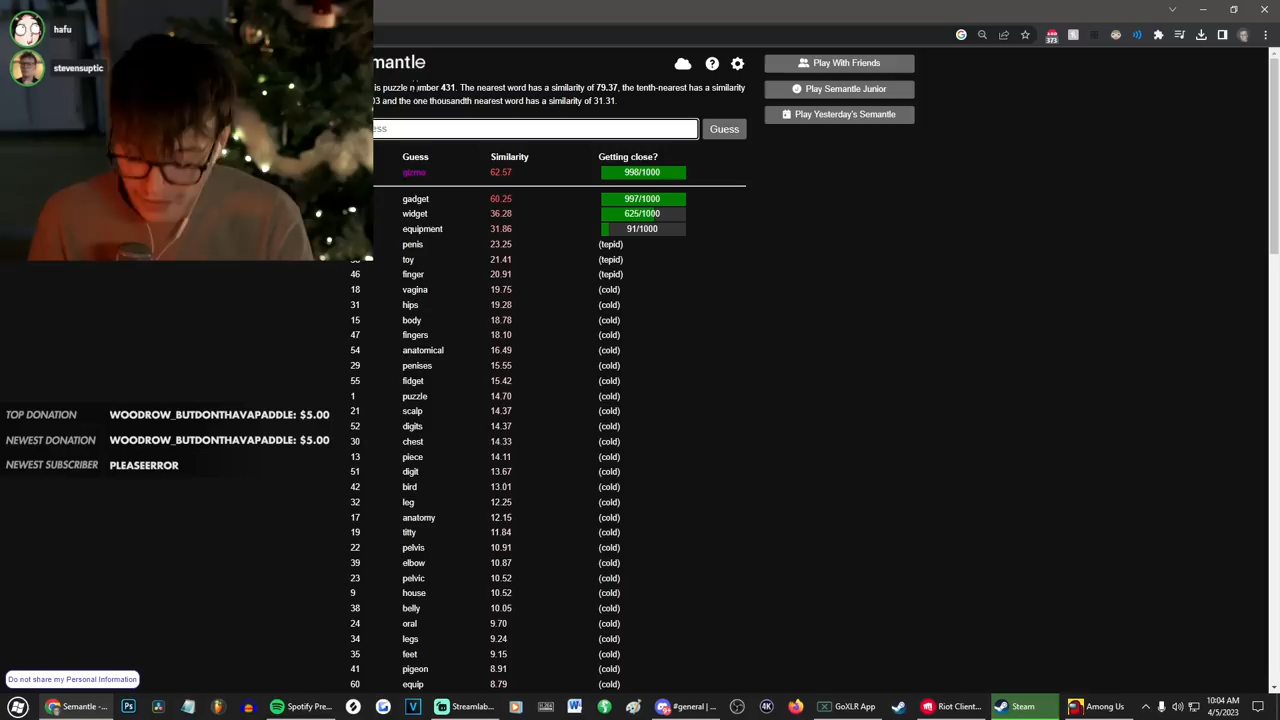 hafu
stevensuptic
mantle
is puzzle number 431. The nearest word has a similarity of 79.37, the tenth-nearest has a similarity
03 and the one thousandth nearest word has a similarity of 31.31.
ess
Guess
Play With Friends
Play Semantle Junior
Play Yesterday's Semantle
373
Guess Similarity Getting close?
gizmo 62.57 998/1000
gadget 60.25 997/1000
widget 36.28 625/1000
equipment 31.86 91/1000
penis 23.25 (tepid)
toy 21.41 (tepid)
46 finger 20.91 (tepid)
18 vagina 19.75 (cold)
31 hips 19.28 (cold)
15 body 18.78 (cold)
47 fingers 18.10 (cold)
54 anatomical 16.49 (cold)
29 penises 15.55 (cold)
55 fidget 15.42 (cold)
1 puzzle 14.70 (cold)
21 scalp 14.37 (cold)
52 digits 14.37 (cold)
30 chest 14.33 (cold)
13 piece 14.11 (cold)
51 digit 13.67 (cold)
42 bird 13.01 (cold)
32 leg 12.25 (cold)
17 anatomy 12.15 (cold)
19 titty 11.84 (cold)
22 pelvis 10.91 (cold)
39 elbow 10.87 (cold)
23 pelvic 10.52 (cold)
9 house 10.52 (cold)
38 belly 10.05 (cold)
24 oral 9.70 (cold)
34 legs 9.24 (cold)
35 feet 9.15 (cold)
41 pigeon 8.91 (cold)
60 equip 8.79 (cold)
TOP DONATION WOODROW_BUTDONTHAVAPADDLE: $5.00
NEWEST DONATION WOODROW_BUTDONTHAVAPADDLE: $5.00
NEWEST SUBSCRIBER PLEASEERROR
Do not share my Personal Information
Semantle -...
Ps
Spotify Pre...
V
Streamlab...
W
#general | ...
4K
GoXLR App
Riot Client...
Steam
Among Us
10:04 AM
4/5/2023